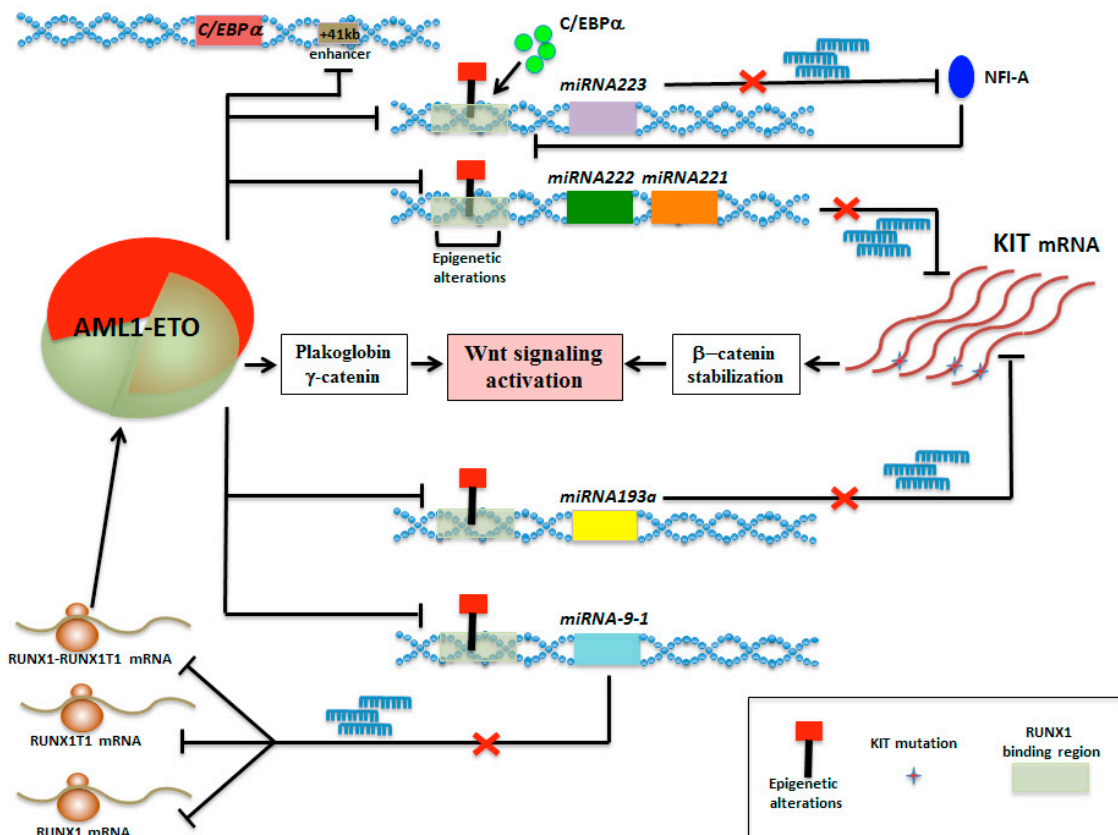 C/EBPα
+41kb
enhancer
C/EBPα
miRNA223
NFI-A
miRNA222
miRNA221
Epigenetic
alterations
KIT mRNA
AML1-ETO
Plakoglobin
γ-catenin
Wnt signaling
activation
β-catenin
stabilization
miRNA193a
miRNA-9-1
RUNX1-RUNX1T1 mRNA
RUNX1T1 mRNA
RUNX1 mRNA
Epigenetic
alterations
KIT mutation
RUNX1
binding region